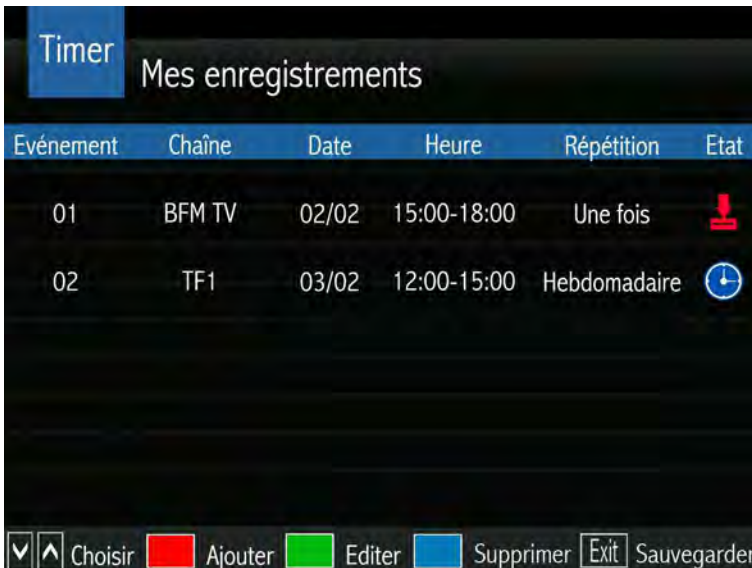 Timer
Mes enregistrements
Evénement Chaîne Date Heure Répétition Etat
01 BFM TV 02/02 15:00-18:00 Une fois
02 TF1 03/02 12:00-15:00 Hebdomadaire
Choisir Ajouter Editer Supprimer Exit Sauvegarder